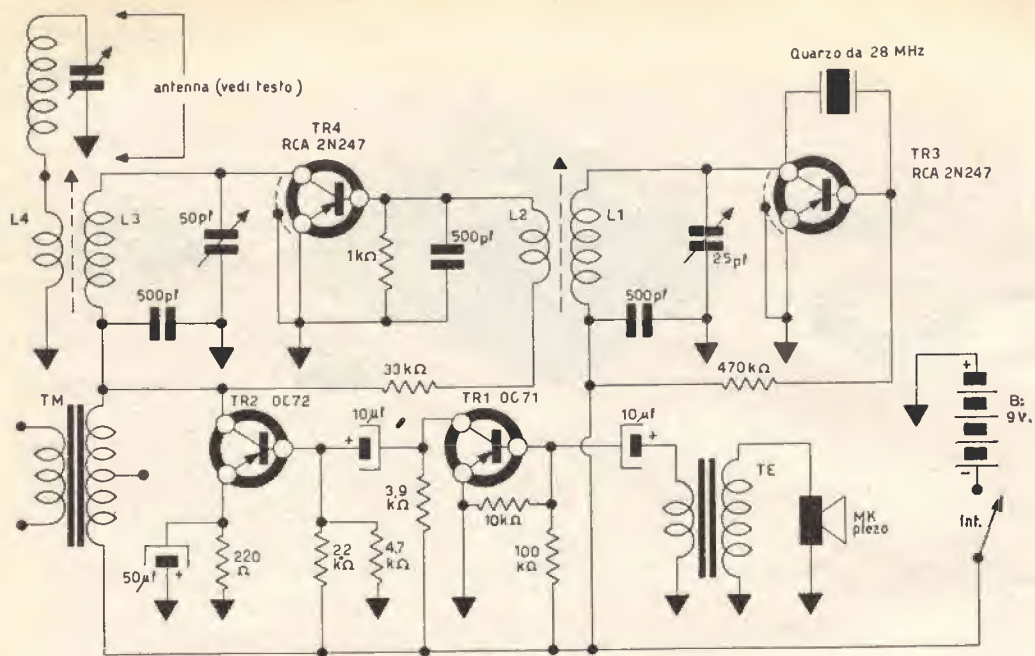 Quarzo da 28 MHz
antenna (vedi testo)
TR4
RCA 2N247
TR3
RCA 2N247
L4
L3
50pf
1kΩ
500pf
L2
L1
25pf
500pf
500pf
33kΩ
470kΩ
TM
TR2 OC72
10µf
+
TR1 OC71
10µf
+
B:
9V.
+
-
3,9
kΩ
10kΩ
TE
MK
piezo
Int.
50µf
+
220
Ω
22
kΩ
4,7
kΩ
100
kΩ